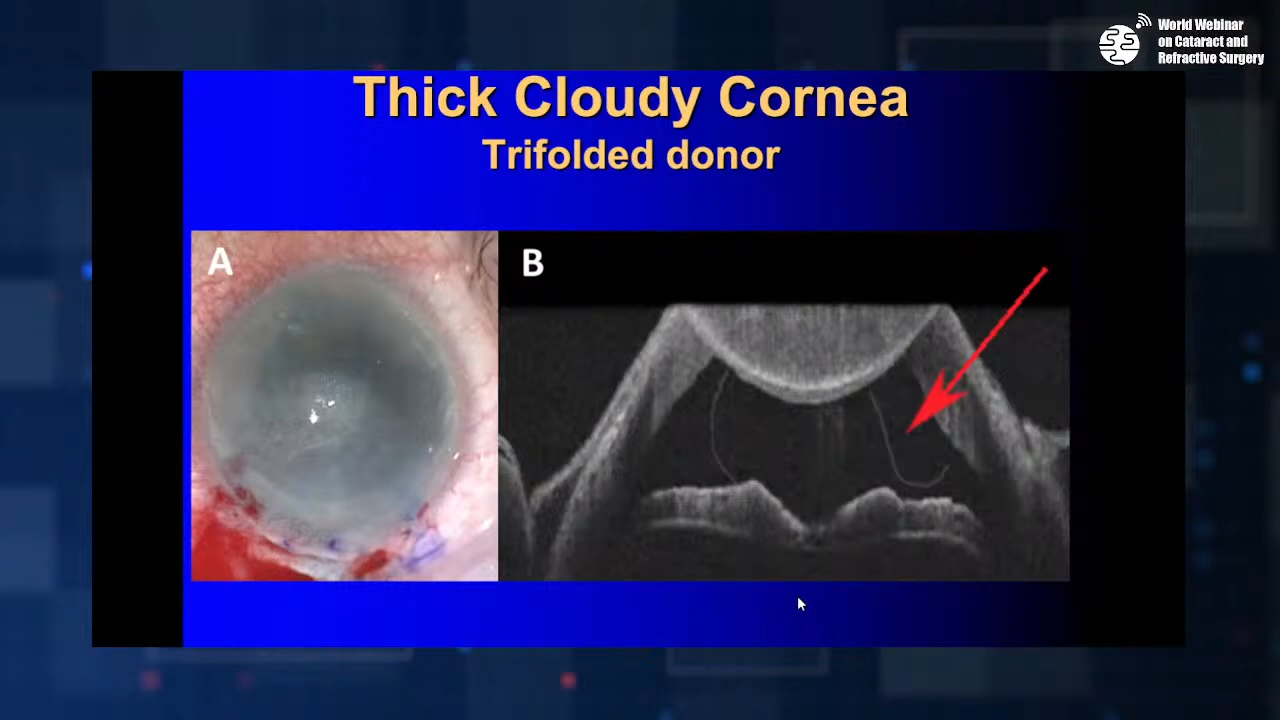 World Webinar
on Cataract and
Refractive Surgery
Thick Cloudy Cornea
Trifolded donor
A
B